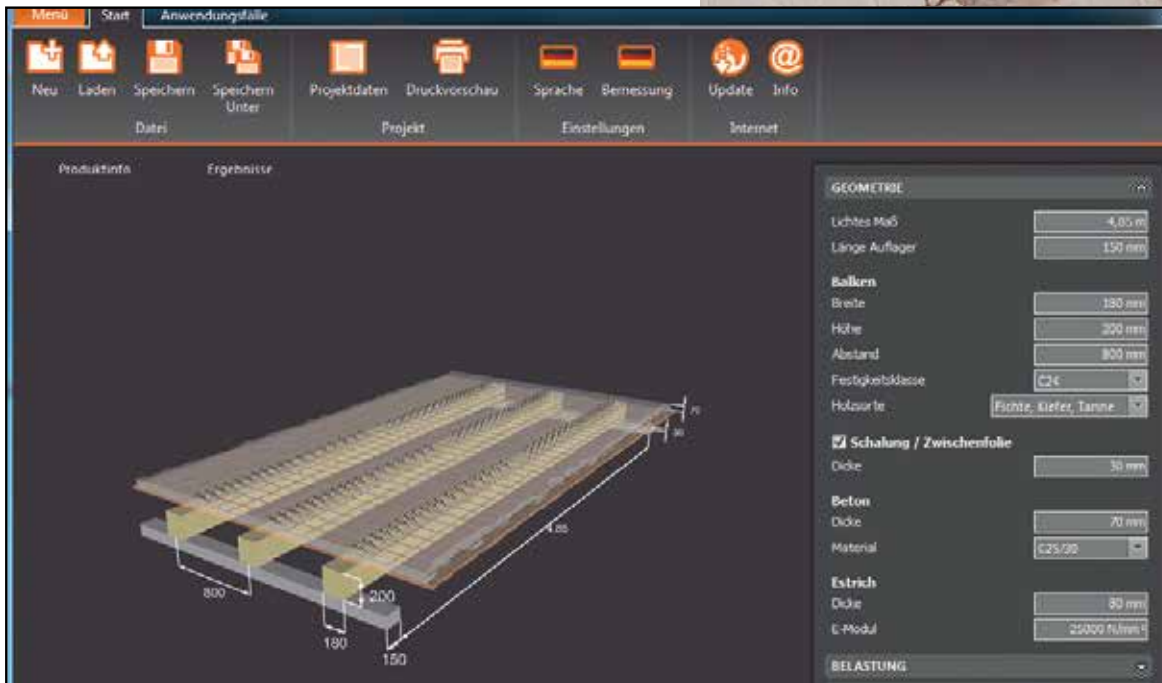 Menü Start Anwendungsfälle
Neu Laden Speichern Speichern Unter Projektdaten Druckvorschau Sprache Bemessung Update Info
Datei Projekt Einstellungen Internet
Produktinfo Ergebnisse
GEOMETRIE
Lichtes Maß 4,85 m
Länge Auflager 150 mm
Balken
Breite 180 mm
Höhe 200 mm
Abstand 800 mm
Festigkeitsklasse C24
Holzsorte Fichte, Kiefer, Tanne
Schalung / Zwischenfolie
Dicke 30 mm
Beton
Dicke 70 mm
Material C25/30
Estrich
Dicke 80 mm
E-Modul 25000 N/mm²
BELASTUNG
70
30
4.85
800
200
180
150